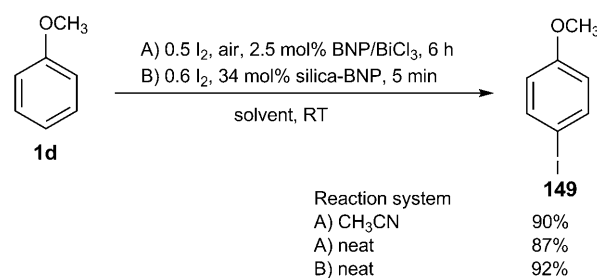 OCH₃
A) 0.5 I₂, air, 2.5 mol% BNP/BiCl₃, 6 h
B) 0.6 I₂, 34 mol% silica-BNP, 5 min
solvent, RT
1d
OCH₃
I
149
Reaction system
A) CH₃CN 90%
A) neat 87%
B) neat 92%